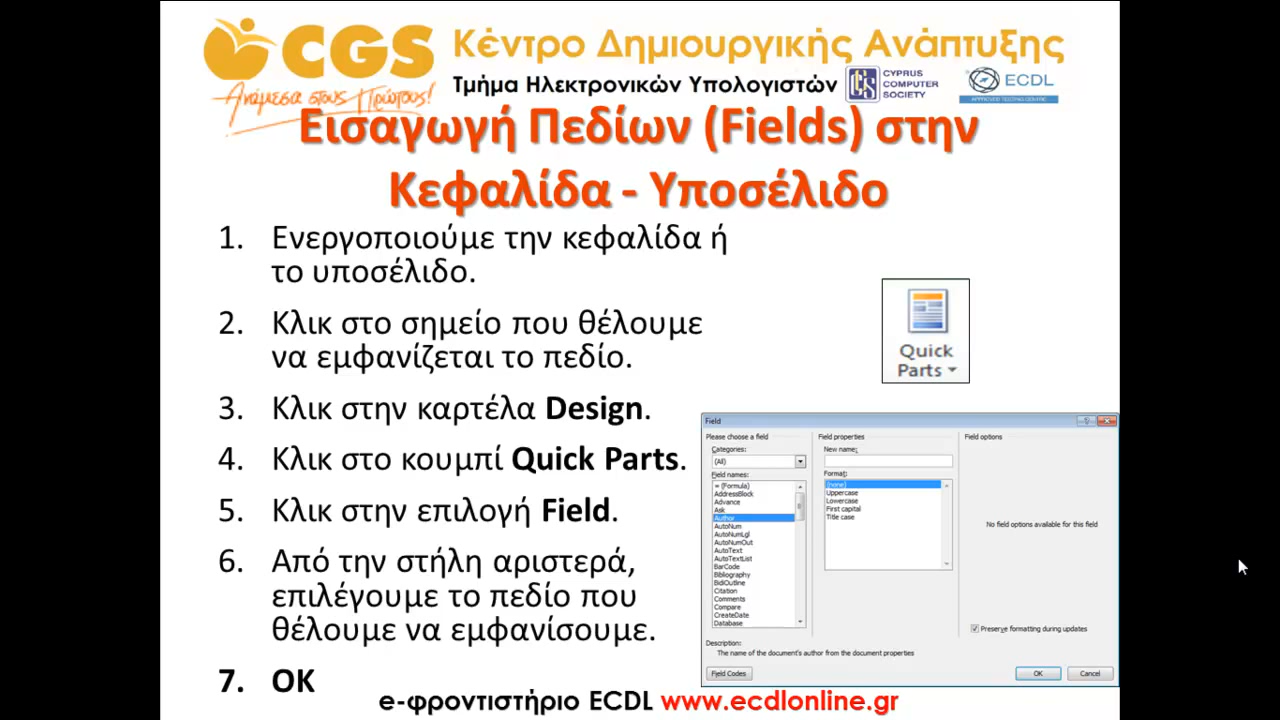 CGS
Ανάμεσα στους Πρώτους!
Κέντρο Δημιουργικής Ανάπτυξης
Τμήμα Ηλεκτρονικών Υπολογιστών
CYPRUS
COMPUTER
SOCIETY
ECDL
APPROVED TESTING CENTRE
Εισαγωγή Πεδίων (Fields) στην
Κεφαλίδα - Υποσέλιδο
1. Ενεργοποιούμε την κεφαλίδα ή
το υποσέλιδο.
2. Κλικ στο σημείο που θέλουμε
να εμφανίζεται το πεδίο.
3. Κλικ στην καρτέλα Design.
4. Κλικ στο κουμπί Quick Parts.
5. Κλικ στην επιλογή Field.
6. Από την στήλη αριστερά,
επιλέγουμε το πεδίο που
θέλουμε να εμφανίσουμε.
7. OK
Quick
Parts
Field
Please choose a field
Categories:
(All)
Field names:
= (Formula)
AddressBlock
Advance
Ask
Author
AutoNum
AutoNumLgl
AutoNumOut
AutoText
AutoTextList
BarCode
Bibliography
BidiOutline
Citation
Comments
Compare
CreateDate
Database
Field properties
New name:
Format:
(none)
Uppercase
Lowercase
First capital
Title case
Field options
No field options available for this field
Preserve formatting during updates
Description:
The name of the document's author from the document properties
Field Codes
OK
Cancel
e-φροντιστήριο ECDL www.ecdlonline.gr